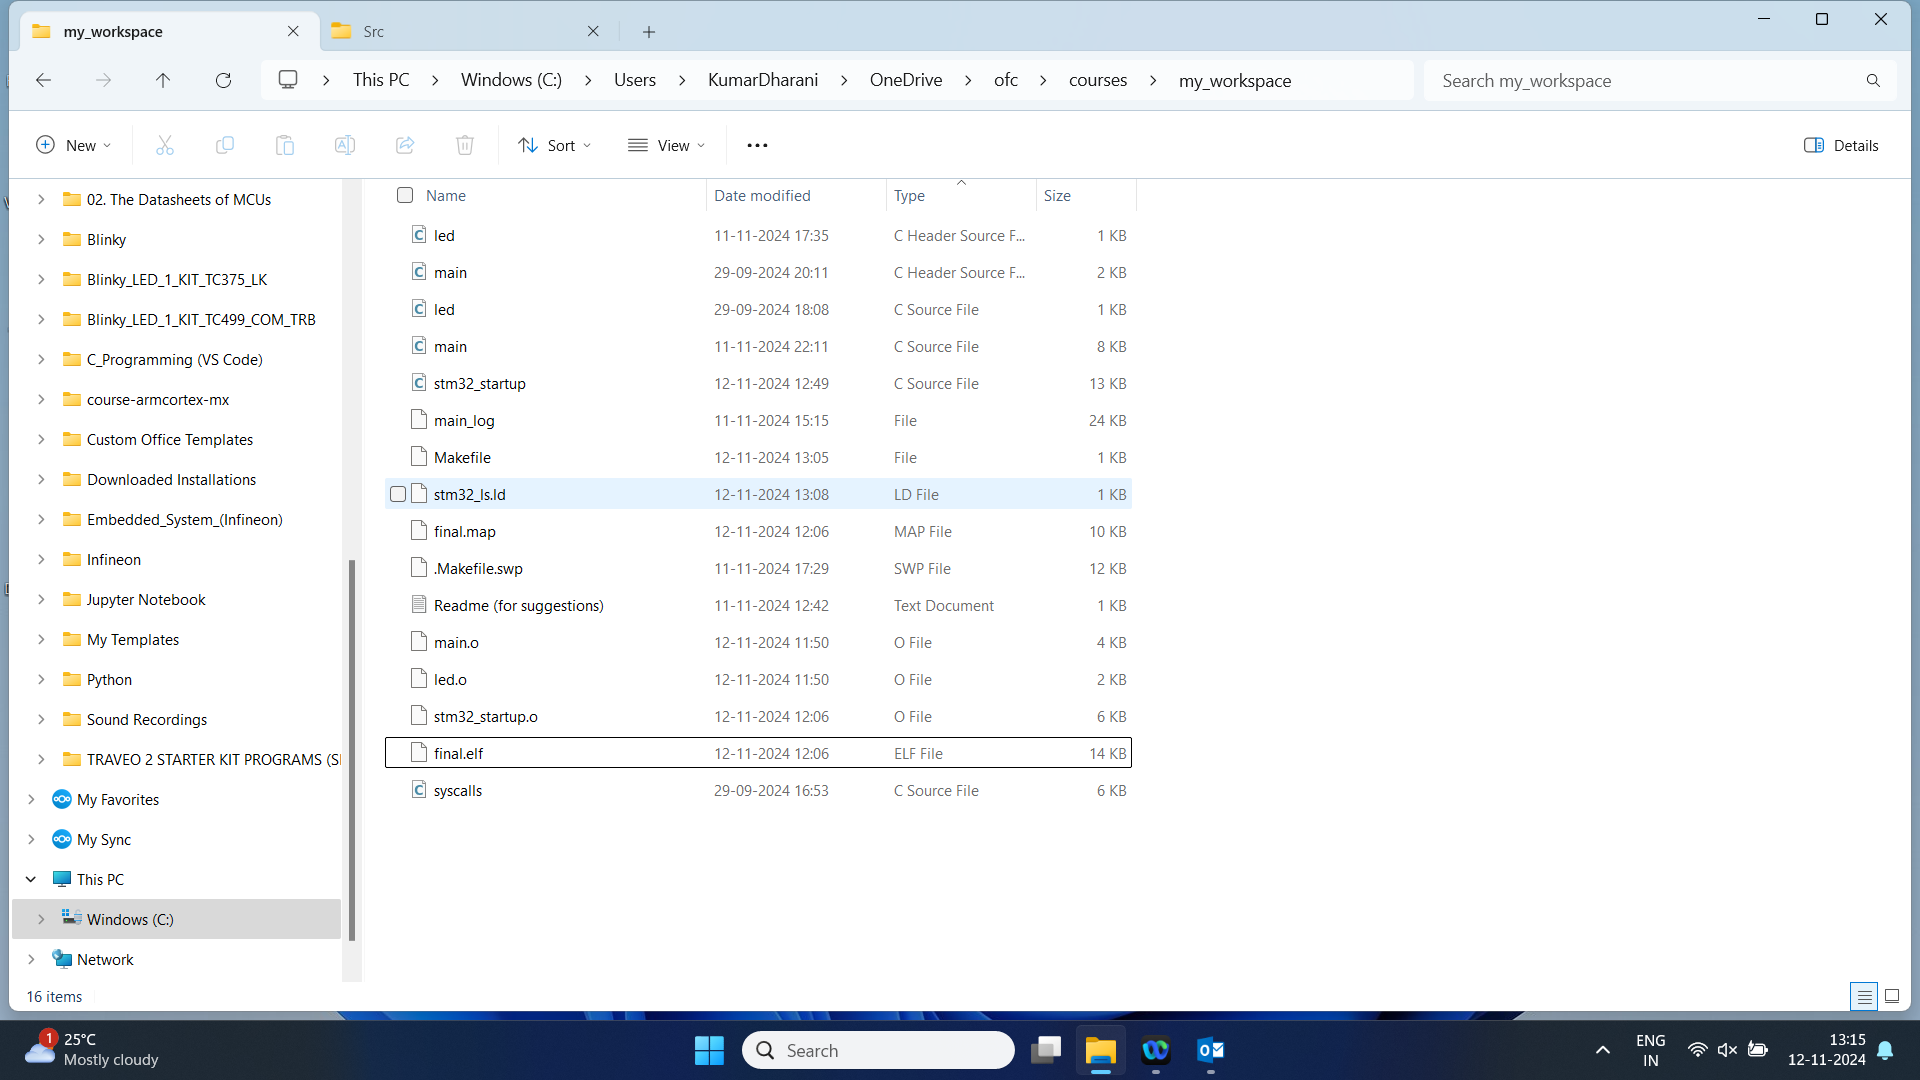 my_workspace
Src
This PC
Windows (C:)
Users
KumarDharani
OneDrive
ofc
courses
my_workspace
Search my_workspace
New
Sort
View
Details
02. The Datasheets of MCUs
Blinky
Blinky_LED_1_KIT_TC375_LK
Blinky_LED_1_KIT_TC499_COM_TRB
C_Programming (VS Code)
course-armcortex-mx
Custom Office Templates
Downloaded Installations
Embedded_System_(Infineon)
Infineon
Jupyter Notebook
My Templates
Python
Sound Recordings
TRAVEO 2 STARTER KIT PROGRAMS (S
My Favorites
My Sync
This PC
Windows (C:)
Network
Name Date modified Type Size
led 11-11-2024 17:35 C Header Source F... 1 KB
main 29-09-2024 20:11 C Header Source F... 2 KB
led 29-09-2024 18:08 C Source File 1 KB
main 11-11-2024 22:11 C Source File 8 KB
stm32_startup 12-11-2024 12:49 C Source File 13 KB
main_log 11-11-2024 15:15 File 24 KB
Makefile 12-11-2024 13:05 File 1 KB
stm32_ls.ld 12-11-2024 13:08 LD File 1 KB
final.map 12-11-2024 12:06 MAP File 10 KB
.Makefile.swp 11-11-2024 17:29 SWP File 12 KB
Readme (for suggestions) 11-11-2024 12:42 Text Document 1 KB
main.o 12-11-2024 11:50 O File 4 KB
led.o 12-11-2024 11:50 O File 2 KB
stm32_startup.o 12-11-2024 12:06 O File 6 KB
final.elf 12-11-2024 12:06 ELF File 14 KB
syscalls 29-09-2024 16:53 C Source File 6 KB
16 items
1
25°C
Mostly cloudy
Search
ENG
IN
13:15
12-11-2024